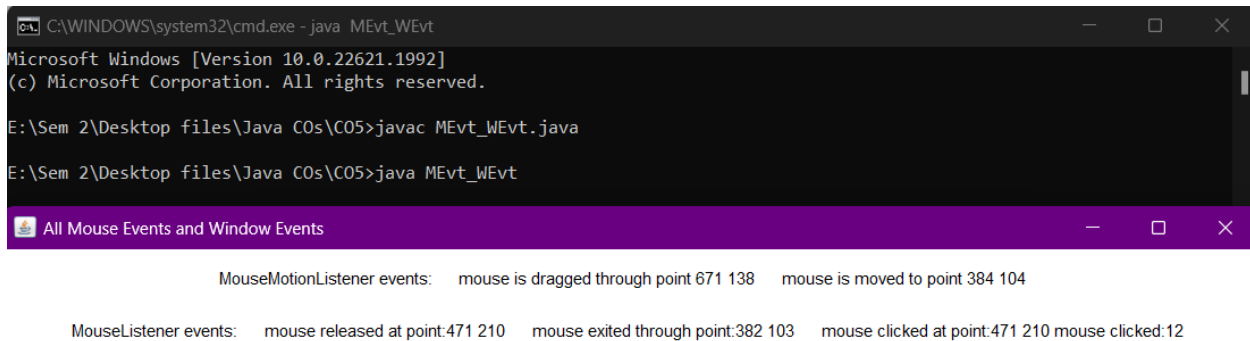 C:\WINDOWS\system32\cmd.exe - java  MEvt_WEvt
Microsoft Windows [Version 10.0.22621.1992]
(c) Microsoft Corporation. All rights reserved.
E:\Sem 2\Desktop files\Java COs\CO5>javac MEvt_WEvt.java
E:\Sem 2\Desktop files\Java COs\CO5>java MEvt_WEvt
All Mouse Events and Window Events
MouseMotionListener events: mouse is dragged through point 671 138 mouse is moved to point 384 104
MouseListener events: mouse released at point:471 210 mouse exited through point:382 103 mouse clicked at point:471 210 mouse clicked:12